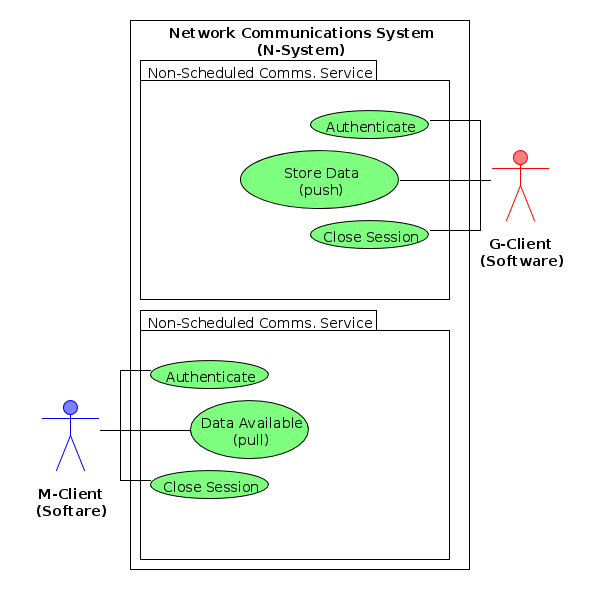 Network Communications System
(N-System)
Non-Scheduled Comms. Service
Authenticate
Store Data
(push)
Close Session
G-Client
(Software)
Non-Scheduled Comms. Service
Authenticate
Data Available
(pull)
Close Session
M-Client
(Softare)